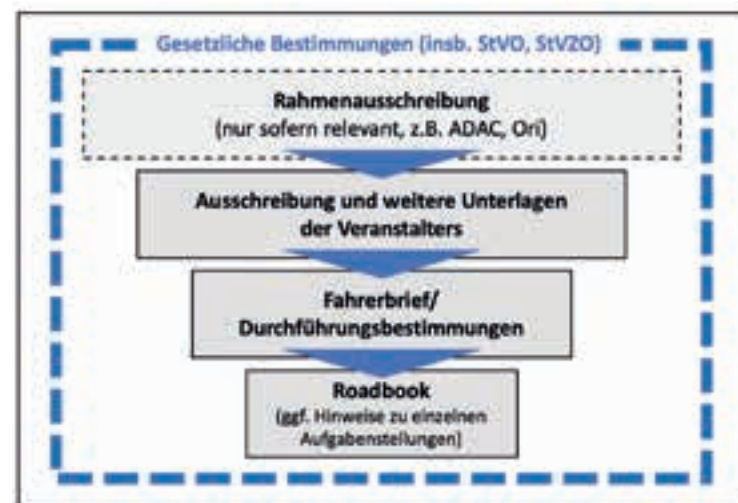 Gesetzliche Bestimmungen (insb. StVO, StVZO)
Rahmenausschreibung
(nur sofern relevant, z.B. ADAC, Ori)
Ausschreibung und weitere Unterlagen
der Veranstalters
Fahrerbrief/
Durchführungsbestimmungen
Roadbook
(ggf. Hinweise zu einzelnen
Aufgabenstellungen)